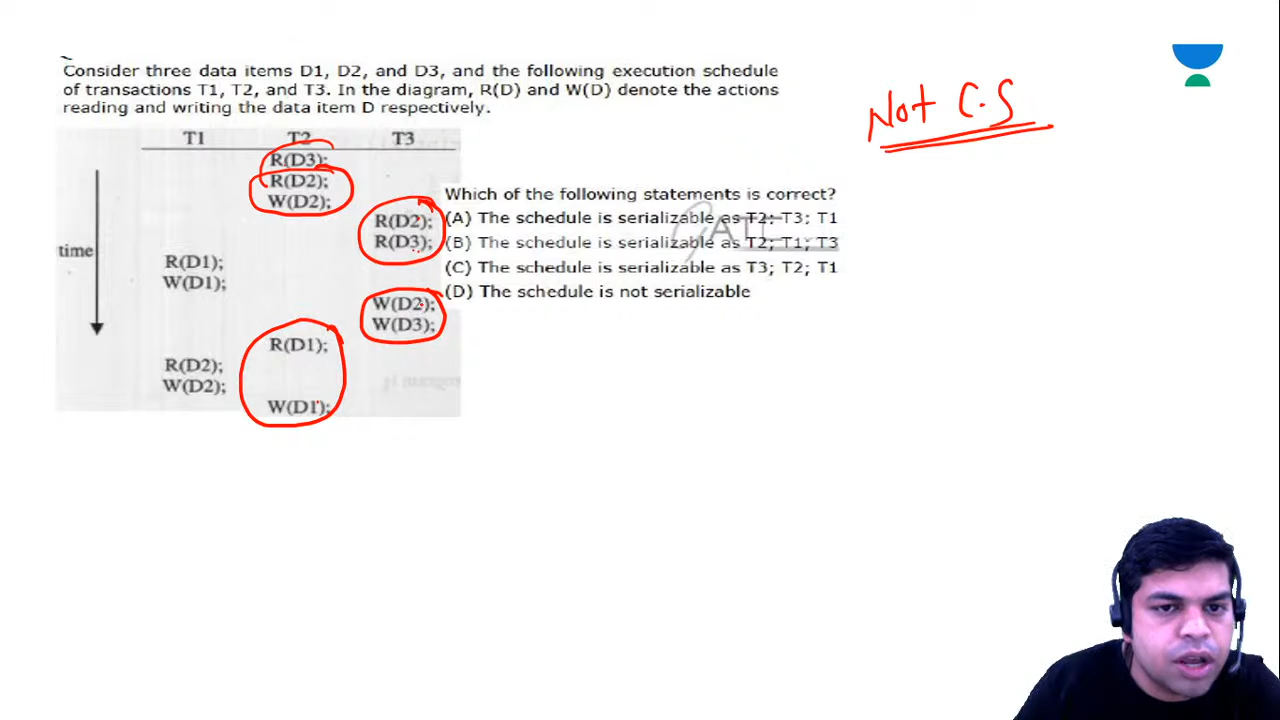 Consider three data items D1, D2, and D3, and the following execution schedule
of transactions T1, T2, and T3. In the diagram, R(D) and W(D) denote the actions
reading and writing the data item D respectively.
Not C.S
T1 T2 T3
R(D3);
R(D2);
W(D2);
R(D2);
R(D3);
time
R(D1);
W(D1);
W(D2);
W(D3);
R(D1);
R(D2);
W(D2);
W(D1);
Which of the following statements is correct?
(A) The schedule is serializable as T2; T3; T1
(B) The schedule is serializable as T2; T1; T3
(C) The schedule is serializable as T3; T2; T1
(D) The schedule is not serializable